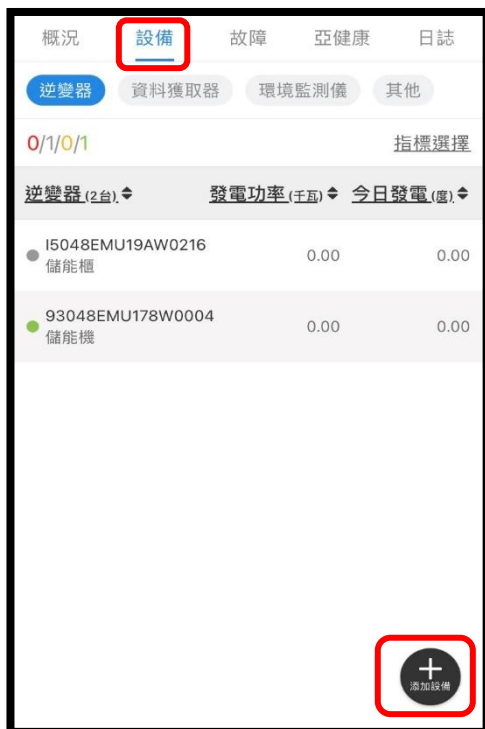 概況 設備 故障 亞健康 日誌
逆變器 資料獲取器 環境監測儀 其他
0/1/0/1 指標選擇
逆變器(2台) 發電功率(千瓦) 今日發電(度)
I5048EMU19AW0216
儲能櫃 0.00 0.00
93048EMU178W0004
儲能機 0.00 0.00
添加設備